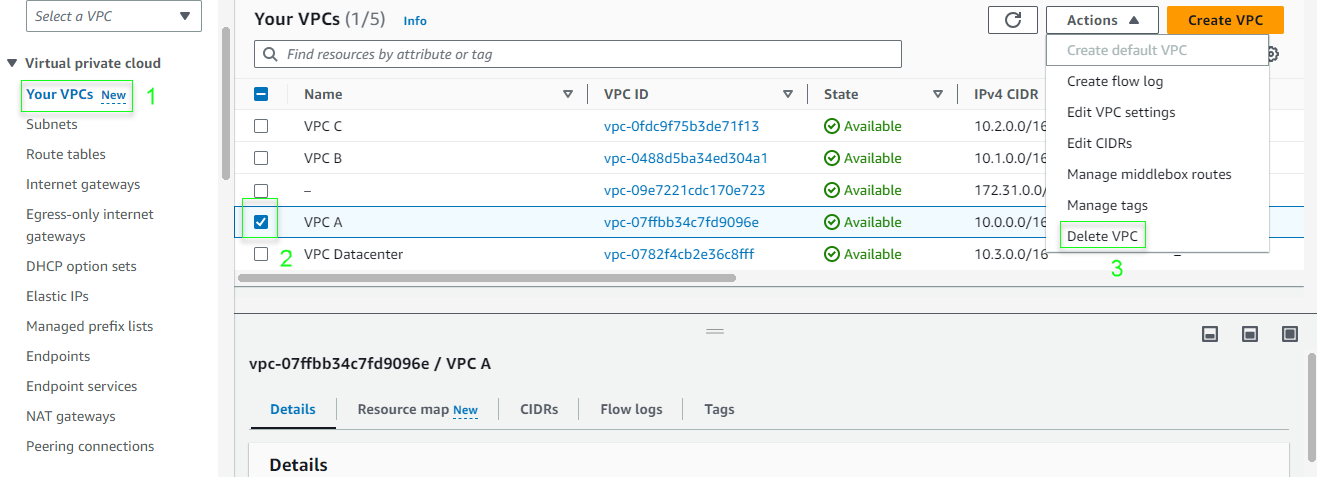 Select a VPC
Virtual private cloud
Your VPCs New 1
Subnets
Route tables
Internet gateways
Egress-only internet
gateways
DHCP option sets
Elastic IPs
Managed prefix lists
Endpoints
Endpoint services
NAT gateways
Peering connections
Your VPCs (1/5) Info
Actions
Create VPC
Find resources by attribute or tag
Create default VPC
Create flow log
Edit VPC settings
Edit CIDRs
Manage middlebox routes
Manage tags
Delete VPC
3
Name VPC ID State IPv4 CIDR
VPC C vpc-0fdc9f75b3de71f13 Available 10.2.0.0/16
VPC B vpc-0488d5ba34ed304a1 Available 10.1.0.0/16
– vpc-09e7221cdc170e723 Available 172.31.0.0/
VPC A vpc-07ffbb34c7fd9096e Available 10.0.0.0/16
2 VPC Datacenter vpc-0782f4cb2e36c8fff Available 10.3.0.0/16 –
vpc-07ffbb34c7fd9096e / VPC A
Details Resource map New CIDRs Flow logs Tags
Details